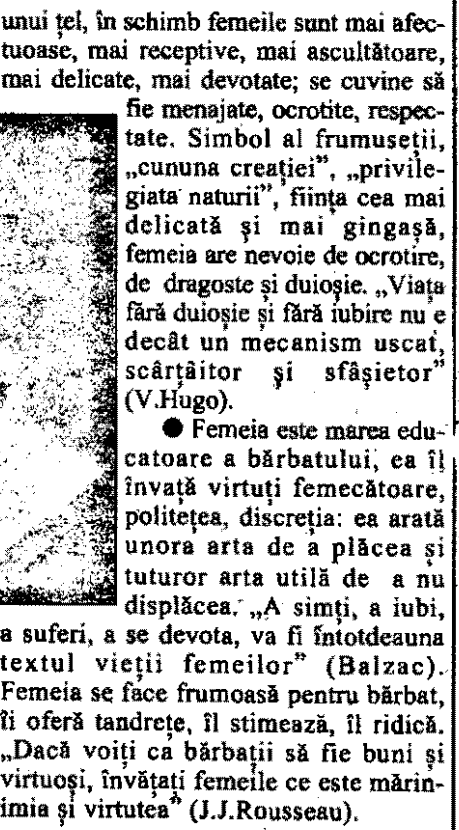 unui țel, în schimb femeile sunt mai afec-
tuoase, mai receptive, mai ascultătoare,
mai delicate, mai devotate; se cuvine să
fie menajate, ocrotite, respec-
tate. Simbol al frumuseții,
„cununa creației”, „privile-
giata naturii”, ființa cea mai
delicată și mai gingașă,
femeia are nevoie de ocrotire,
de dragoste și duioșie. „Viața
fără duioșie și fără iubire nu e
decât un mecanism uscat,
scârțâitor și sfâșietor”
(V.Hugo).
● Femeia este marea edu-
catoare a bărbatului, ea îl
învață virtuți femecătoare,
politețea, discreția: ea arată
unora arta de a plăcea și
tuturor arta utilă de a nu
displăcea. „A simți, a iubi,
a suferi, a se devota, va fi întotdeauna
textul vieții femeilor” (Balzac).
Femeia se face frumoasă pentru bărbat,
îi oferă tandrețe, îl stimează, îl ridică.
„Dacă voiți ca bărbații să fie buni și
virtuoși, învățați femeile ce este mărin-
imia și virtutea” (J.J.Rousseau).